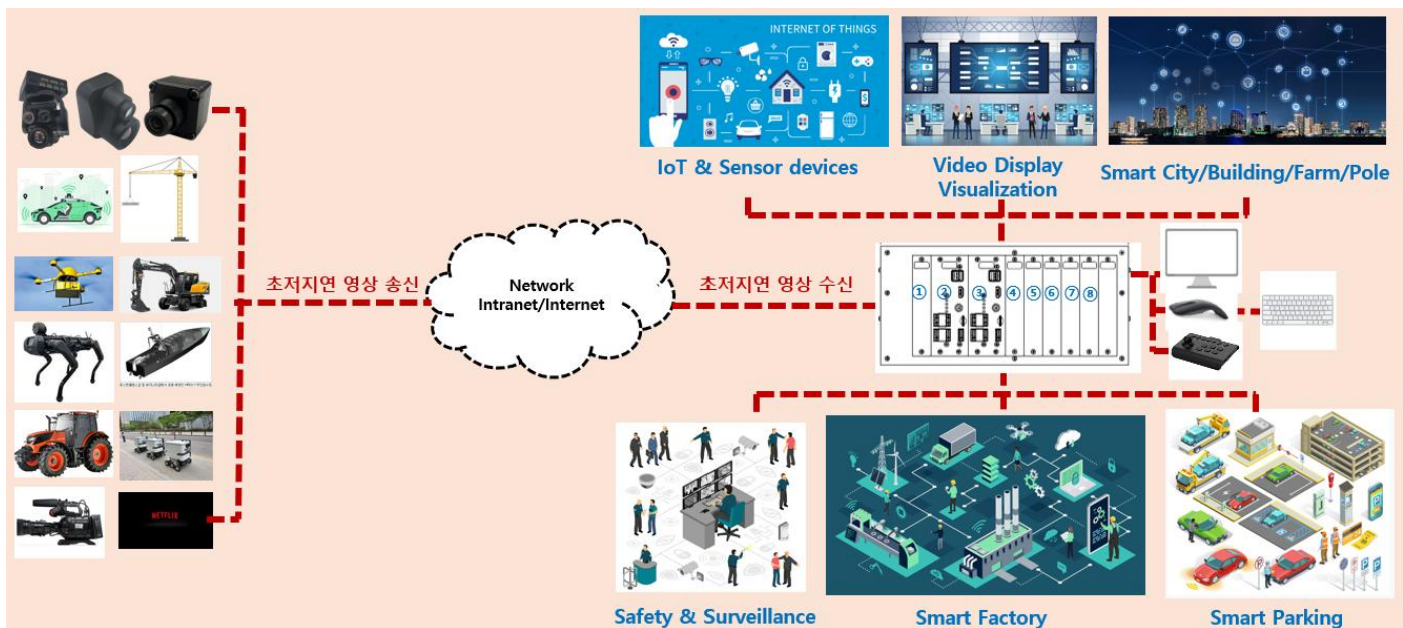 INTERNET OF THINGS
IoT & Sensor devices
Video Display
Visualization
Smart City/Building/Farm/Pole
초저지연 영상 송신
Network
Intranet/Internet
초저지연 영상 수신
① ② ③ ④ ⑤ ⑥ ⑦ ⑧
NETFLIX
Safety & Surveillance
Smart Factory
Smart Parking